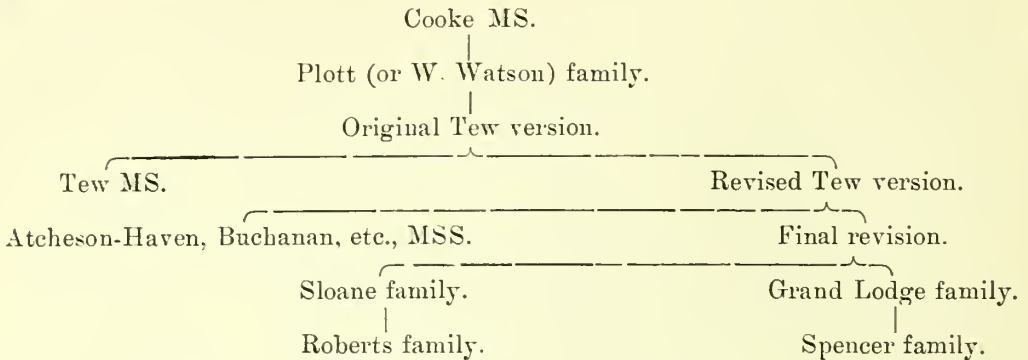 Cooke MS.
Plott (or W. Watson) family.
Original Tew version.
Tew MS. Revised Tew version.
Atcheson-Haven, Buchanan, etc., MSS. Final revision.
Sloane family. Grand Lodge family.
Roberts family. Spencer family.